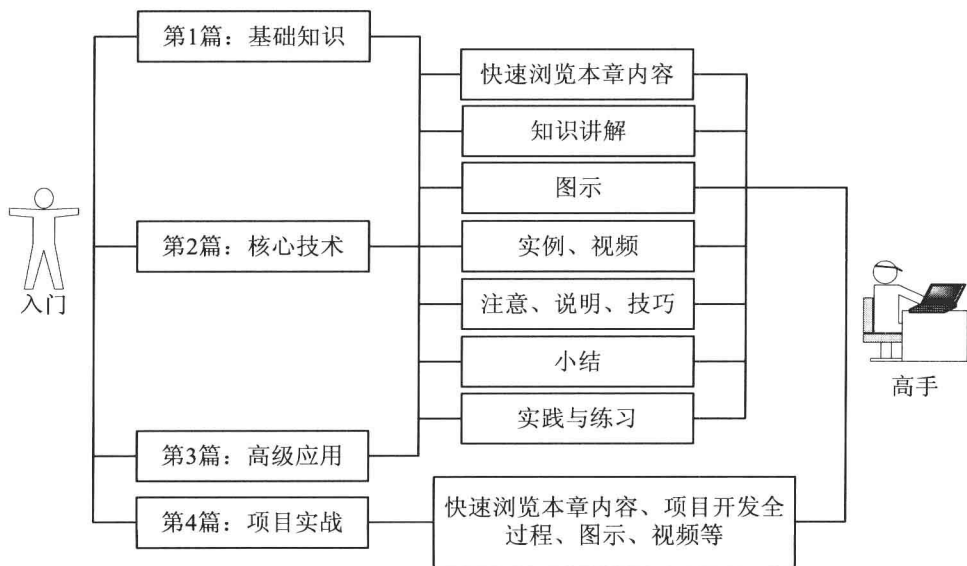 第1篇：基础知识
快速浏览本章内容
知识讲解
图示
第2篇：核心技术
实例、视频
入门
注意、说明、技巧
小结
高手
实践与练习
第3篇：高级应用
第4篇：项目实战
快速浏览本章内容、项目开发全
过程、图示、视频等